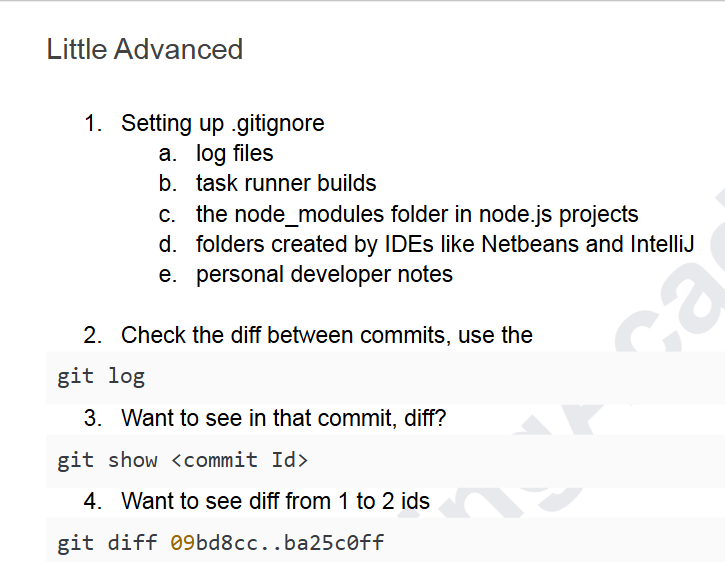 Little Advanced
1. Setting up .gitignore
a. log files
b. task runner builds
c. the node_modules folder in node.js projects
d. folders created by IDEs like Netbeans and IntelliJ
e. personal developer notes
2. Check the diff between commits, use the
git log
3. Want to see in that commit, diff?
git show <commit Id>
4. Want to see diff from 1 to 2 ids
git diff 09bd8cc..ba25c0ff